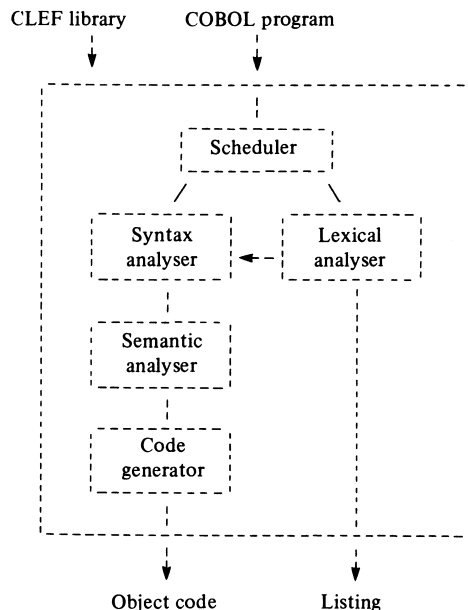 CLEF library COBOL program
Scheduler
Syntax Lexical
analyser analyser
Semantic
analyser
Code
generator
Object code Listing